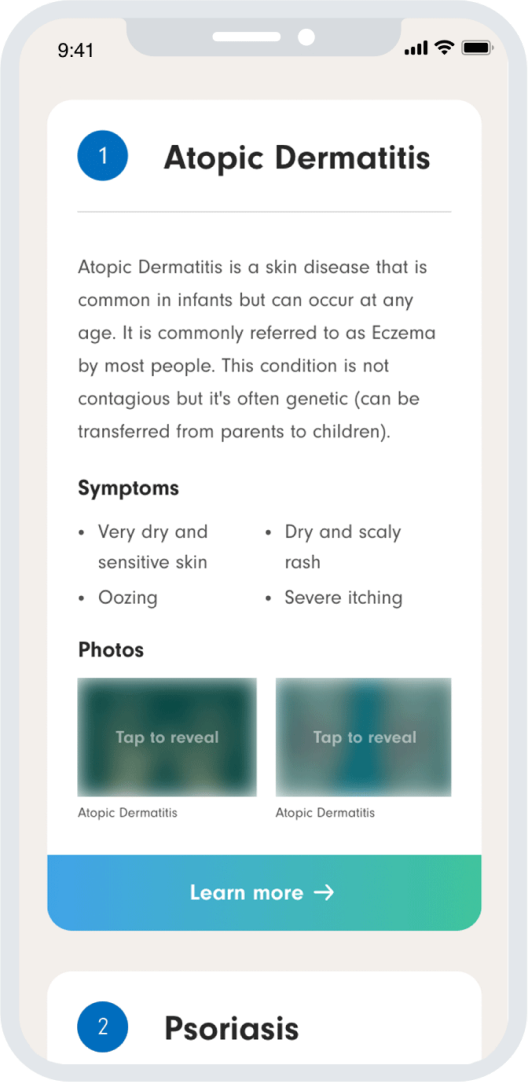 9:41
1
Atopic Dermatitis
Atopic Dermatitis is a skin disease that is
common in infants but can occur at any
age. It is commonly referred to as Eczema
by most people. This condition is not
contagious but it's often genetic (can be
transferred from parents to children).
Symptoms
• Very dry and
sensitive skin
• Oozing
• Dry and scaly
rash
• Severe itching
Photos
Tap to reveal
Atopic Dermatitis
Tap to reveal
Atopic Dermatitis
Learn more →
2
Psoriasis